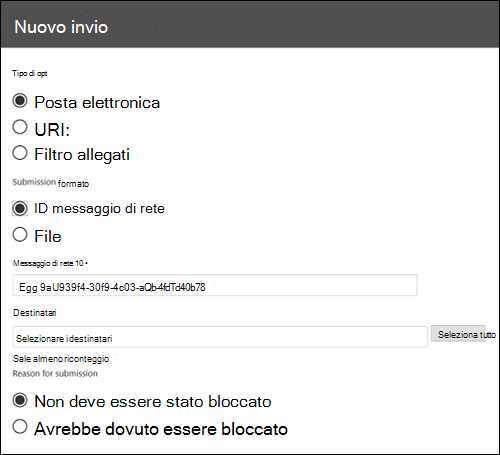 Nuovo invio
Tipo di opt
Posta elettronica
URI:
Filtro allegati
Submission formato
ID messaggio di rete
File
Messaggio di rete 10 •
Egg 9aU939f4-30f9-4c03-aQb-4fdTd40b78
Destinatari
Selezionare idestinatari
Seleziona tutto
Sale almeno riconteggio
Reason for submission
Non deve essere stato bloccato
Avrebbe dovuto essere bloccato